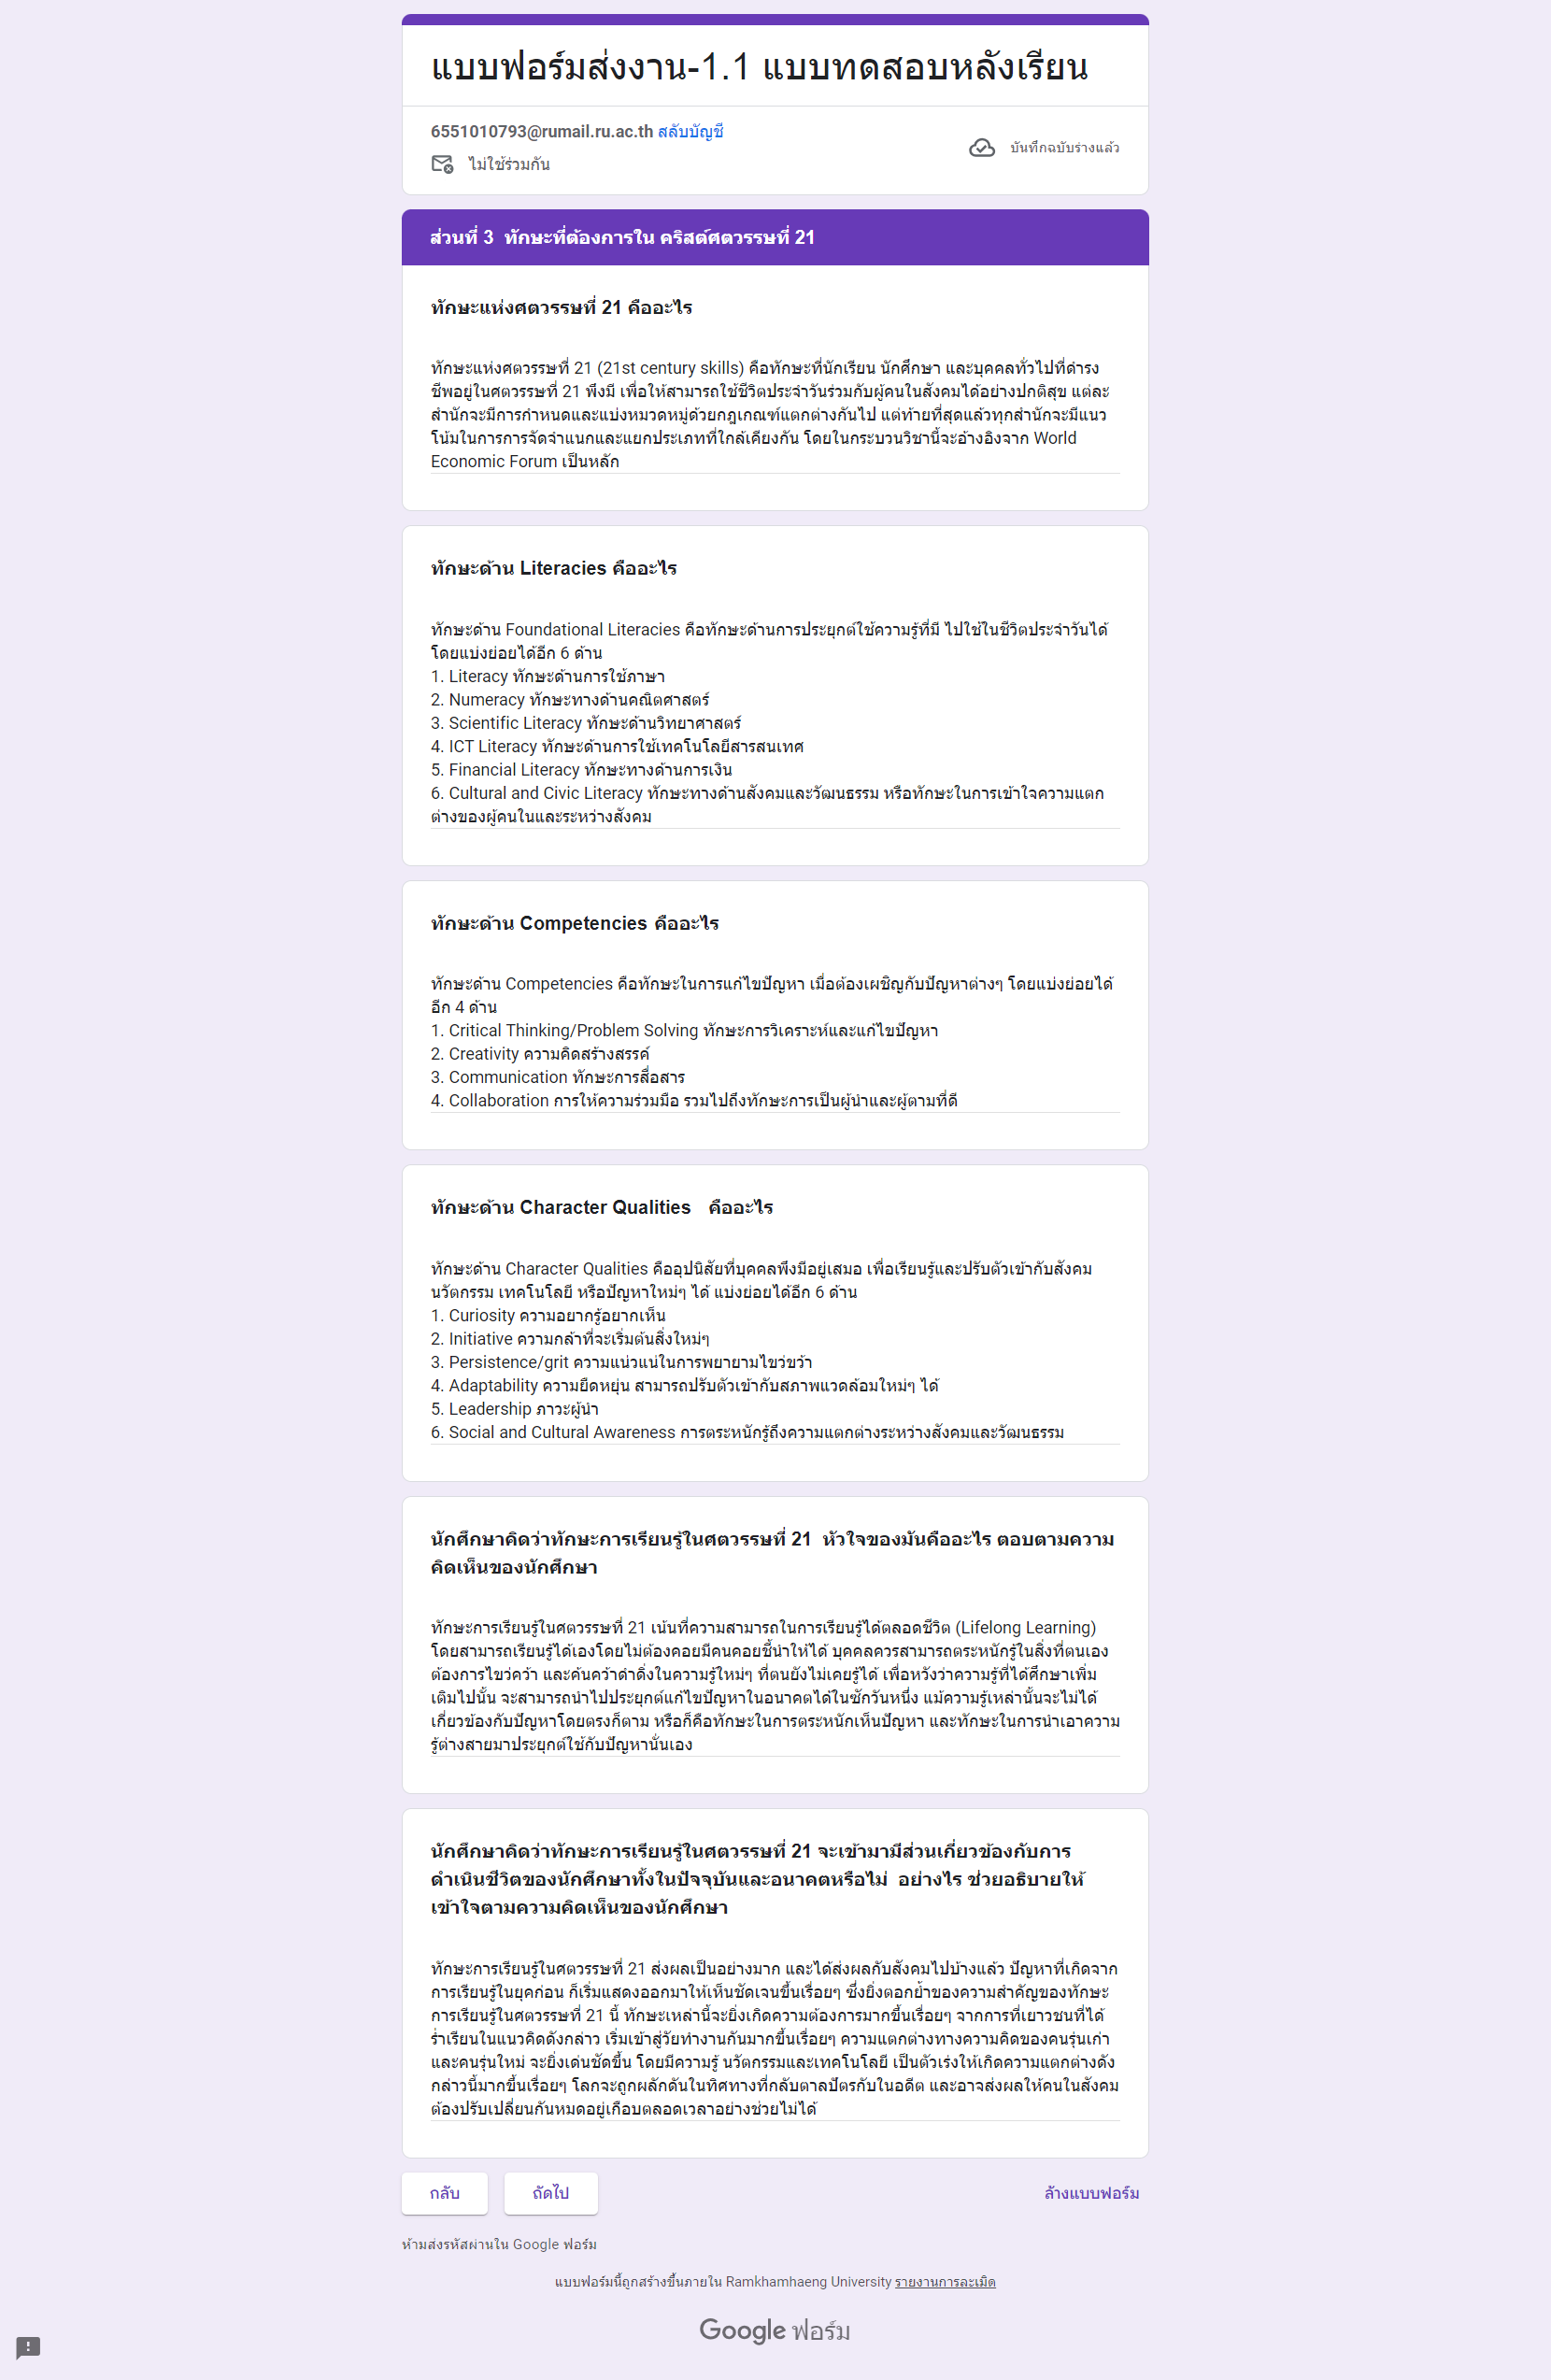 แบบฟอร์มส่งงาน-1.1 แบบทดสอบหลังเรียน
6551010793@rumail.ru.ac.th สลับบัญชี
ไม่ใช้ร่วมกัน
บันทึกฉบับร่างแล้ว
ส่วนที่ 3 ทักษะที่ต้องการใน คริสต์ศตวรรษที่ 21
ทักษะแห่งศตวรรษที่ 21 คืออะไร
ทักษะแห่งศตวรรษที่ 21 (21st century skills) คือทักษะที่นักเรียน นักศึกษา และบุคคลทั่วไปที่ดำรง
ชีพอยู่ในศตวรรษที่ 21 พึงมี เพื่อให้สามารถใช้ชีวิตประจำวันร่วมกับผู้คนในสังคมได้อย่างปกติสุข แต่ละ
สำนักจะมีการกำหนดและแบ่งหมวดหมู่ด้วยกฎเกณฑ์แตกต่างกันไป แต่ท้ายที่สุดแล้วทุกสำนักจะมีแนว
โน้มในการการจัดจำแนกและแยกประเภทที่ใกล้เคียงกัน โดยในกระบวนวิชานี้จะอ้างอิงจาก World
Economic Forum เป็นหลัก
ทักษะด้าน Literacies คืออะไร
ทักษะด้าน Foundational Literacies คือทักษะด้านการประยุกต์ใช้ความรู้ที่มี ไปใช้ในชีวิตประจำวันได้
โดยแบ่งย่อยได้อีก 6 ด้าน
1. Literacy ทักษะด้านการใช้ภาษา
2. Numeracy ทักษะทางด้านคณิตศาสตร์
3. Scientific Literacy ทักษะด้านวิทยาศาสตร์
4. ICT Literacy ทักษะด้านการใช้เทคโนโลยีสารสนเทศ
5. Financial Literacy ทักษะทางด้านการเงิน
6. Cultural and Civic Literacy ทักษะทางด้านสังคมและวัฒนธรรม หรือทักษะในการเข้าใจความแตก
ต่างของผู้คนในและระหว่างสังคม
ทักษะด้าน Competencies คืออะไร
ทักษะด้าน Competencies คือทักษะในการแก้ไขปัญหา เมื่อต้องเผชิญกับปัญหาต่างๆ โดยแบ่งย่อยได้
อีก 4 ด้าน
1. Critical Thinking/Problem Solving ทักษะการวิเคราะห์และแก้ไขปัญหา
2. Creativity ความคิดสร้างสรรค์
3. Communication ทักษะการสื่อสาร
4. Collaboration การให้ความร่วมมือ รวมไปถึงทักษะการเป็นผู้นำและผู้ตามที่ดี
ทักษะด้าน Character Qualities คืออะไร
ทักษะด้าน Character Qualities คืออุปนิสัยที่บุคคลพึงมีอยู่เสมอ เพื่อเรียนรู้และปรับตัวเข้ากับสังคม
นวัตกรรม เทคโนโลยี หรือปัญหาใหม่ๆ ได้ แบ่งย่อยได้อีก 6 ด้าน
1. Curiosity ความอยากรู้อยากเห็น
2. Initiative ความกล้าที่จะเริ่มต้นสิ่งใหม่ๆ
3. Persistence/grit ความแน่วแน่ในการพยายามไขว่ขว้า
4. Adaptability ความยืดหยุ่น สามารถปรับตัวเข้ากับสภาพแวดล้อมใหม่ๆ ได้
5. Leadership ภาวะผู้นำ
6. Social and Cultural Awareness การตระหนักรู้ถึงความแตกต่างระหว่างสังคมและวัฒนธรรม
นักศึกษาคิดว่าทักษะการเรียนรู้ในศตวรรษที่ 21 หัวใจของมันคืออะไร ตอบตามความ
คิดเห็นของนักศึกษา
ทักษะการเรียนรู้ในศตวรรษที่ 21 เน้นที่ความสามารถในการเรียนรู้ได้ตลอดชีวิต (Lifelong Learning)
โดยสามารถเรียนรู้ได้เองโดยไม่ต้องคอยมีคนคอยชี้นำให้ได้ บุคคลควรสามารถตระหนักรู้ในสิ่งที่ตนเอง
ต้องการไขว่คว้า และค้นคว้าดำดิ่งในความรู้ใหม่ๆ ที่ตนยังไม่เคยรู้ได้ เพื่อหวังว่าความรู้ที่ได้ศึกษาเพิ่ม
เติมไปนั้น จะสามารถนำไปประยุกต์แก้ไขปัญหาในอนาคตได้ในซักวันหนึ่ง แม้ความรู้เหล่านั้นจะไม่ได้
เกี่ยวข้องกับปัญหาโดยตรงก็ตาม หรือก็คือทักษะในการตระหนักเห็นปัญหา และทักษะในการนำเอาความ
รู้ต่างสายมาประยุกต์ใช้กับปัญหานั่นเอง
นักศึกษาคิดว่าทักษะการเรียนรู้ในศตวรรษที่ 21 จะเข้ามามีส่วนเกี่ยวข้องกับการ
ดำเนินชีวิตของนักศึกษาทั้งในปัจจุบันและอนาคตหรือไม่ อย่างไร ช่วยอธิบายให้
เข้าใจตามความคิดเห็นของนักศึกษา
ทักษะการเรียนรู้ในศตวรรษที่ 21 ส่งผลเป็นอย่างมาก และได้ส่งผลกับสังคมไปบ้างแล้ว ปัญหาที่เกิดจาก
การเรียนรู้ในยุคก่อน ก็เริ่มแสดงออกมาให้เห็นชัดเจนขึ้นเรื่อยๆ ซึ่งยิ่งตอกย้ำของความสำคัญของทักษะ
การเรียนรู้ในศตวรรษที่ 21 นี้ ทักษะเหล่านี้จะยิ่งเกิดความต้องการมากขึ้นเรื่อยๆ จากการที่เยาวชนที่ได้
ร่ำเรียนในแนวคิดดังกล่าว เริ่มเข้าสู่วัยทำงานกันมากขึ้นเรื่อยๆ ความแตกต่างทางความคิดของคนรุ่นเก่า
และคนรุ่นใหม่ จะยิ่งเด่นชัดขึ้น โดยมีความรู้ นวัตกรรมและเทคโนโลยี เป็นตัวเร่งให้เกิดความแตกต่างดัง
กล่าวนี้มากขึ้นเรื่อยๆ โลกจะถูกผลักดันในทิศทางที่กลับตาลปัตรกับในอดีต และอาจส่งผลให้คนในสังคม
ต้องปรับเปลี่ยนกันหมดอยู่เกือบตลอดเวลาอย่างช่วยไม่ได้
กลับ
ถัดไป
ล้างแบบฟอร์ม
ห้ามส่งรหัสผ่านใน Google ฟอร์ม
แบบฟอร์มนี้ถูกสร้างขึ้นภายใน Ramkhamhaeng University รายงานการละเมิด
Google ฟอร์ม